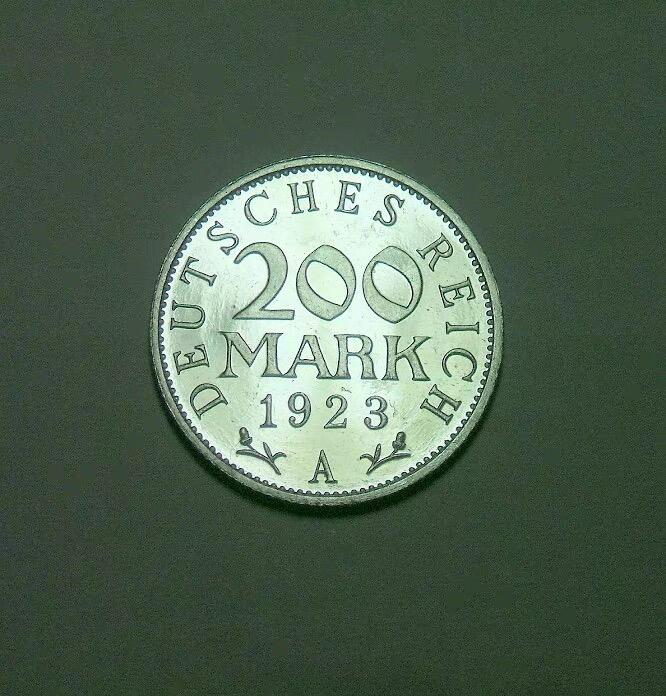 DEUTSCHES REICH
200
MARK
1923
A